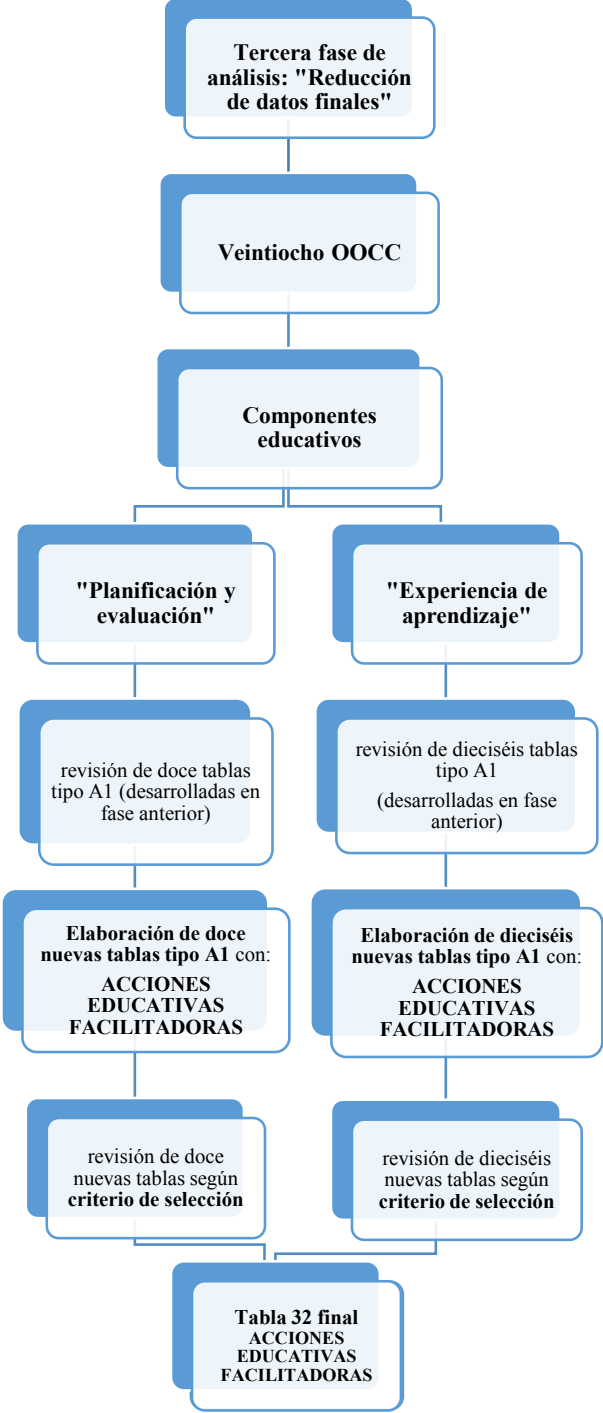 Tercera fase de
análisis: "Reducción
de datos finales"
Veintiocho OOCC
Componentes
educativos
"Planificación y
evaluación"
"Experiencia de
aprendizaje"
revisión de doce tablas
tipo A1 (desarrolladas en
fase anterior)
revisión de dieciséis tablas
tipo A1
(desarrolladas en fase
anterior)
Elaboración de doce
nuevas tablas tipo A1 con:
ACCIONES
EDUCATIVAS
FACILITADORAS
Elaboración de dieciséis
nuevas tablas tipo A1 con:
ACCIONES
EDUCATIVAS
FACILITADORAS
revisión de doce
nuevas tablas según
criterio de selección
revisión de dieciséis
nuevas tablas según
criterio de selección
Tabla 32 final
ACCIONES
EDUCATIVAS
FACILITADORAS